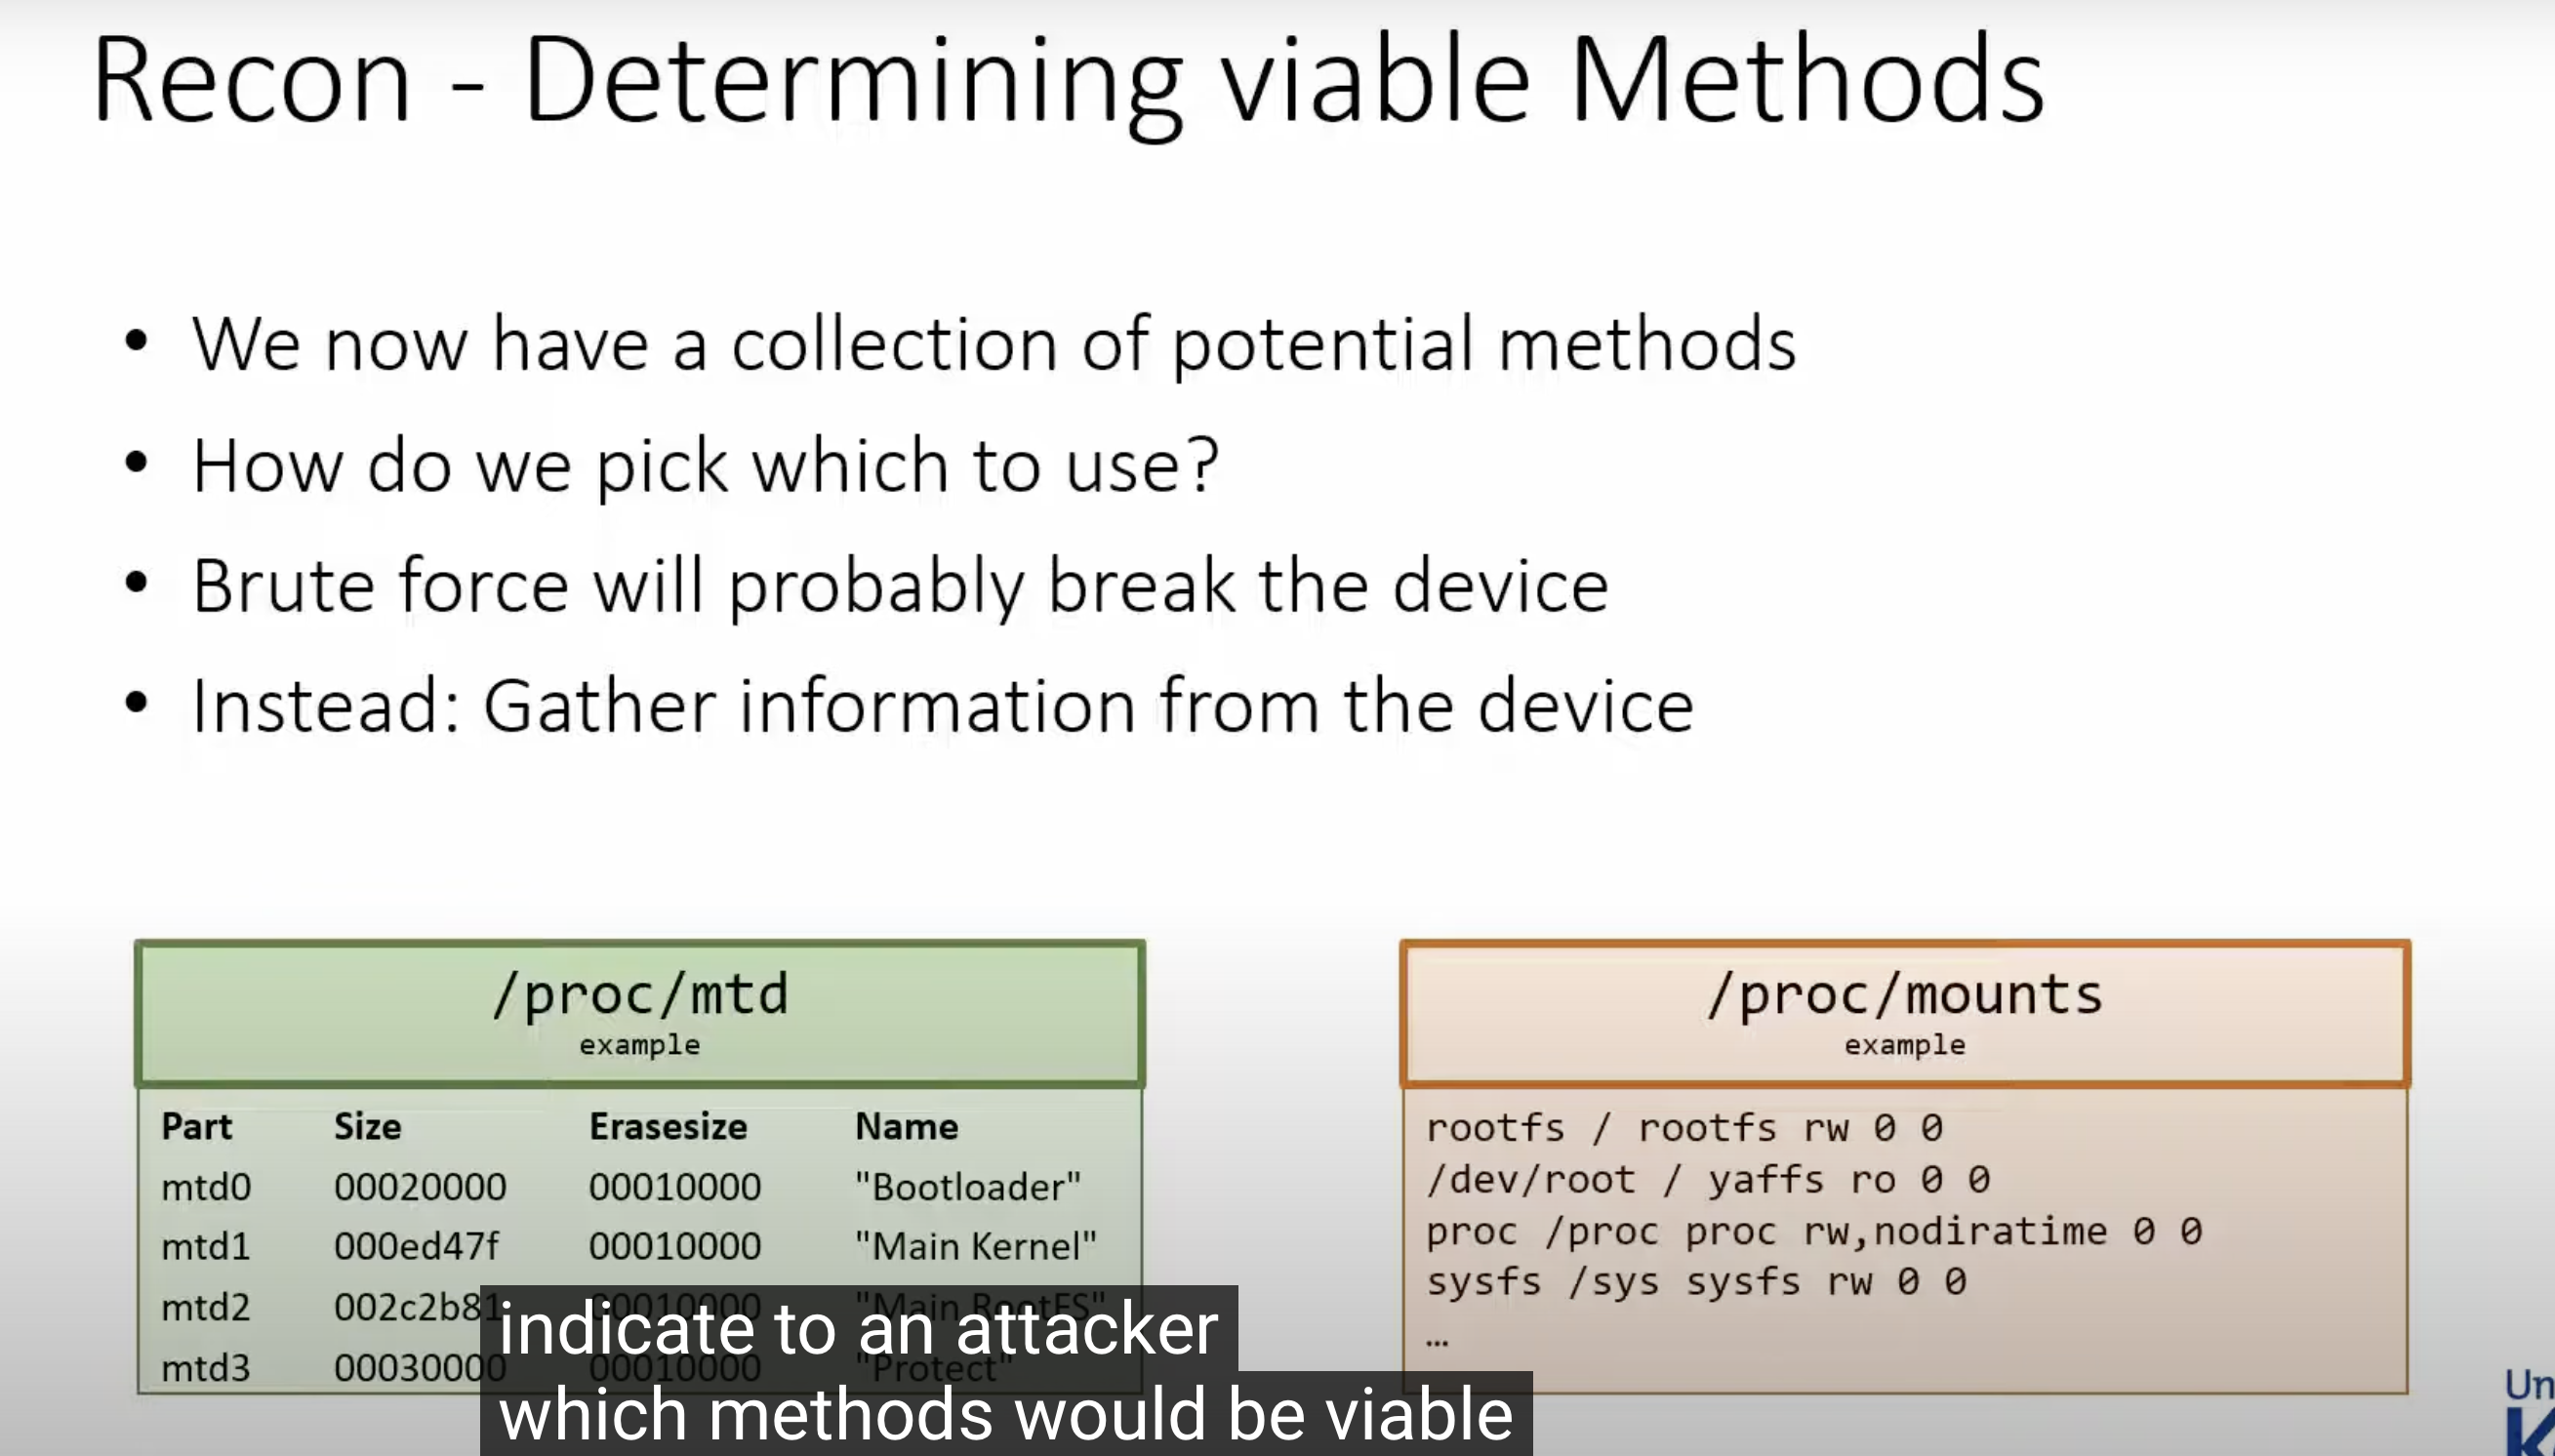 Recon - Determining viable Methods
• We now have a collection of potential methods
• How do we pick which to use?
• Brute force will probably break the device
• Instead: Gather information from the device
/proc/mtd
example
Part Size Erasesize Name
mtd0 00020000 00010000 "Bootloader"
mtd1 000ed47f 00010000 "Main Kernel"
mtd2 002c2b81 00010000 "Main RootFS"
mtd3 00030000 00010000 "Protect"
/proc/mounts
example
rootfs / rootfs rw 0 0
/dev/root / yaffs ro 0 0
proc /proc proc rw,nodiratime 0 0
sysfs /sys sysfs rw 0 0
…
indicate to an attacker
which methods would be viable
Un